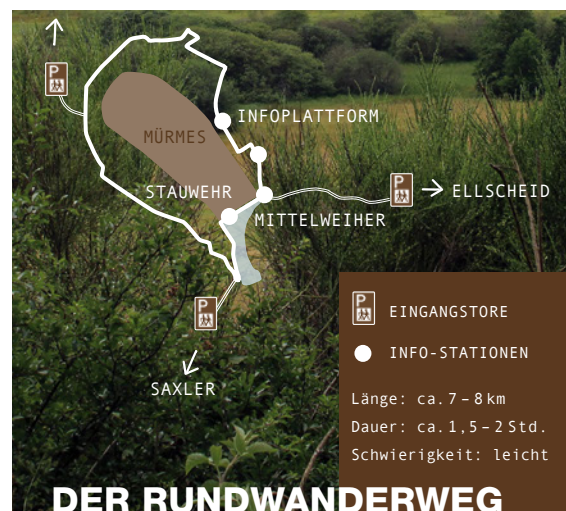 P
INFOPLATTFORM
MÜRMES
STAUWEHR
P
ELLSCHEID
MITTELWEIHER
P
SAXLER
P
EINGANGSTORE
INFO-STATIONEN
Länge: ca. 7 – 8 km
Dauer: ca. 1,5 – 2 Std.
Schwierigkeit: leicht
DER RUNDWANDERWEG